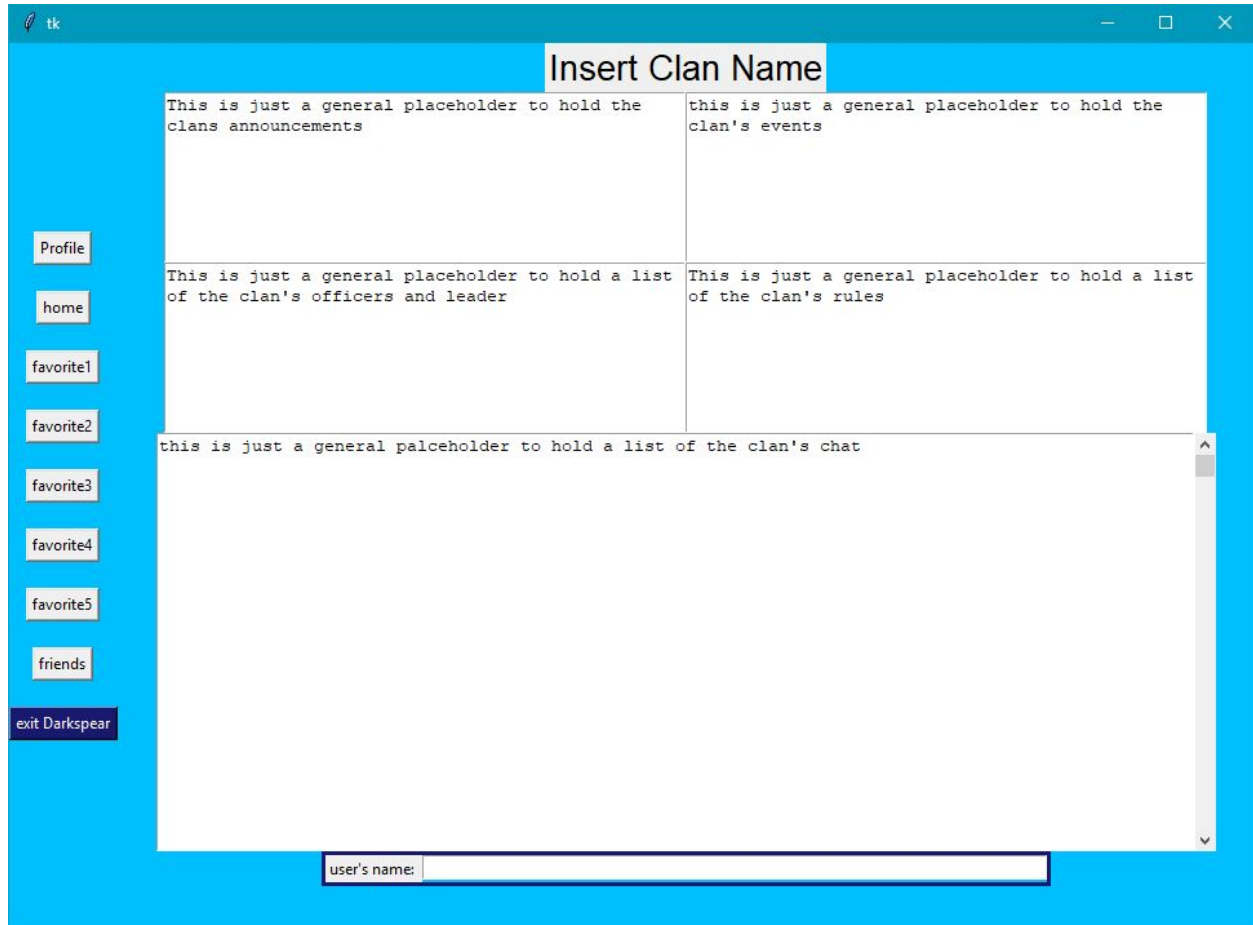 tk
Insert Clan Name
This is just a general placeholder to hold the
clans announcements
this is just a general placeholder to hold the
clan's events
This is just a general placeholder to hold a list
of the clan's officers and leader
This is just a general placeholder to hold a list
of the clan's rules
this is just a general palceholder to hold a list of the clan's chat
Profile
home
favorite1
favorite2
favorite3
favorite4
favorite5
friends
exit Darkspear
user's name: